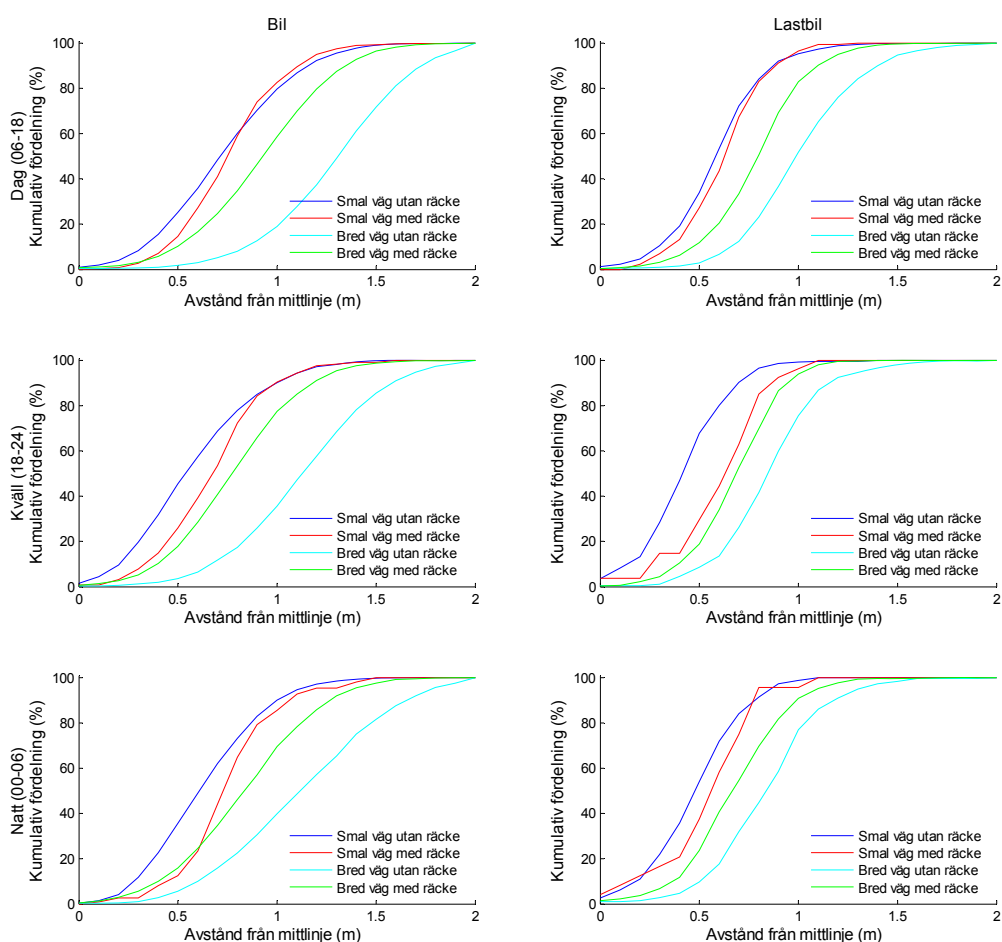 Bil
Lastbil
Dag (06-18)
Kumulativ fördelning (%)
100
80
60
40
20
0
Smal väg utan räcke
Smal väg med räcke
Bred väg utan räcke
Bred väg med räcke
0 0.5 1 1.5 2
Avstånd från mittlinje (m)
Kumulativ fördelning (%)
100
80
60
40
20
0
Smal väg utan räcke
Smal väg med räcke
Bred väg utan räcke
Bred väg med räcke
0 0.5 1 1.5 2
Avstånd från mittlinje (m)
Kväll (18-24)
Kumulativ fördelning (%)
100
80
60
40
20
0
Smal väg utan räcke
Smal väg med räcke
Bred väg utan räcke
Bred väg med räcke
0 0.5 1 1.5 2
Avstånd från mittlinje (m)
Kumulativ fördelning (%)
100
80
60
40
20
0
Smal väg utan räcke
Smal väg med räcke
Bred väg utan räcke
Bred väg med räcke
0 0.5 1 1.5 2
Avstånd från mittlinje (m)
Natt (00-06)
Kumulativ fördelning (%)
100
80
60
40
20
0
Smal väg utan räcke
Smal väg med räcke
Bred väg utan räcke
Bred väg med räcke
0 0.5 1 1.5 2
Avstånd från mittlinje (m)
Kumulativ fördelning (%)
100
80
60
40
20
0
Smal väg utan räcke
Smal väg med räcke
Bred väg utan räcke
Bred väg med räcke
0 0.5 1 1.5 2
Avstånd från mittlinje (m)